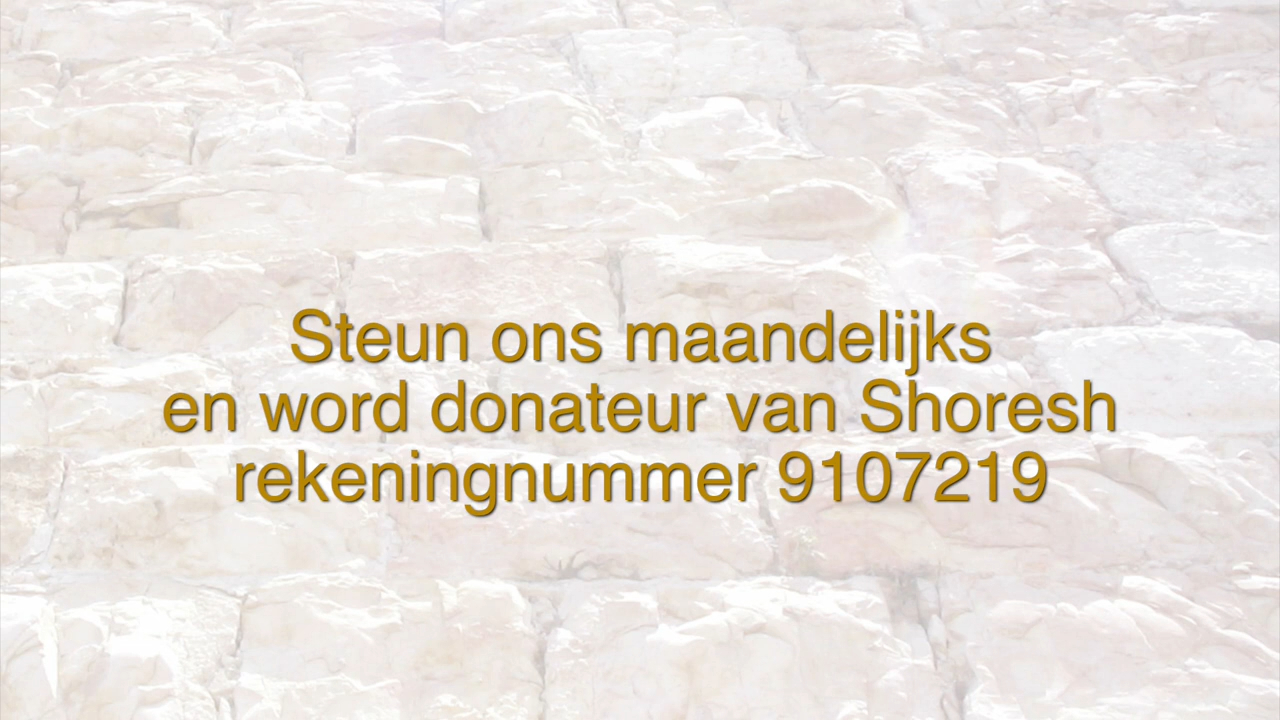 Steun ons maandelijks
en word donateur van Shoresh
rekeningnummer 9107219